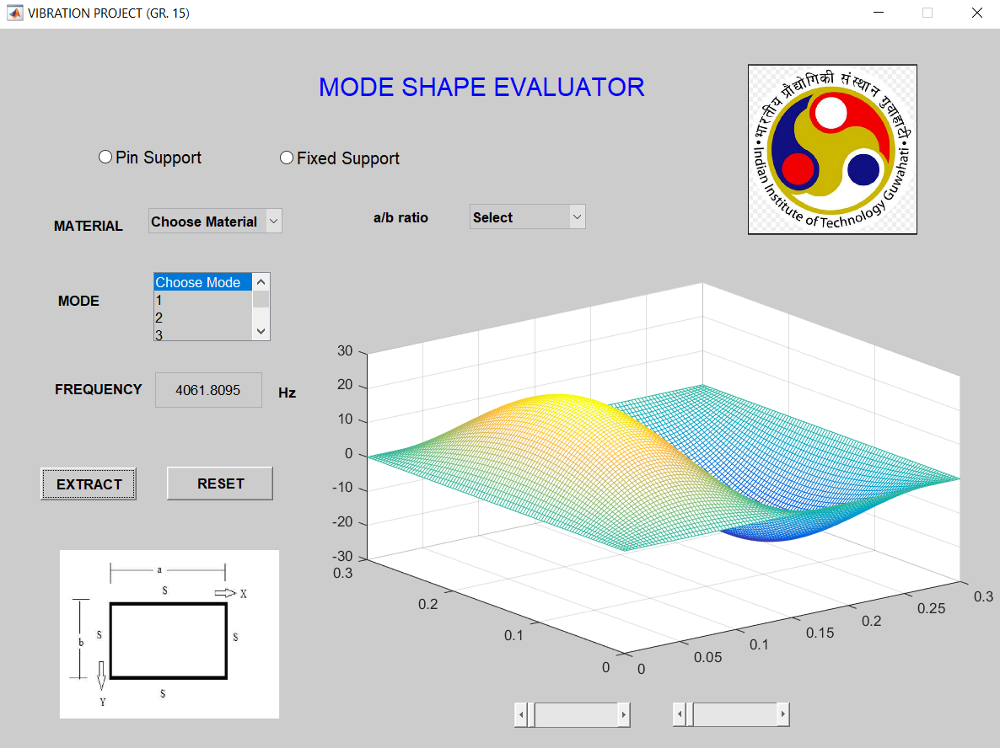 VIBRATION PROJECT (GR. 15)
MODE SHAPE EVALUATOR
भारतीय प्रौद्योगिकी संस्थान गुवाहाटी
Indian Institute of Technology Guwahati
Pin Support
Fixed Support
MATERIAL
Choose Material
a/b ratio
Select
MODE
Choose Mode
1
2
3
FREQUENCY
4061.8095
Hz
EXTRACT
RESET
30
20
10
0
-10
-20
-30
0.3
0.2
0.1
0
0
0.05
0.1
0.15
0.2
0.25
0.3
a
S
X
S
b
S
Y
S